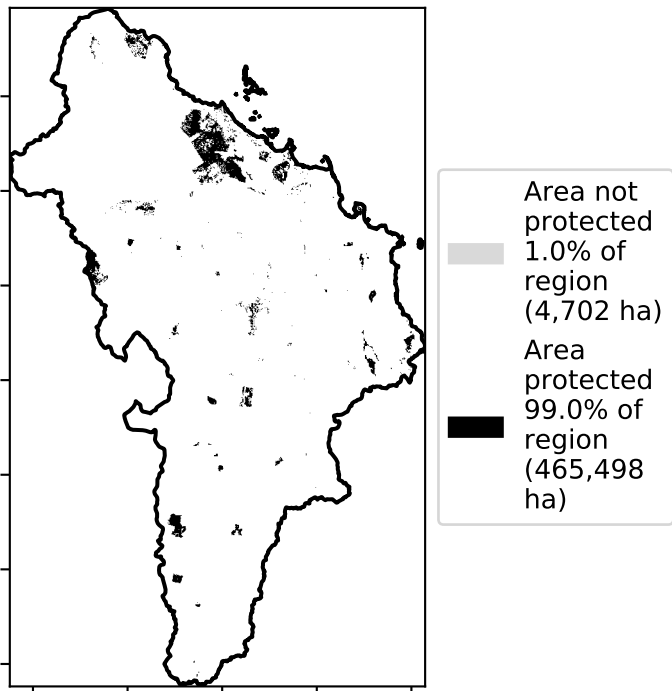 Area not
protected
1.0% of
region
(4,702 ha)
Area
protected
99.0% of
region
(465,498
ha)